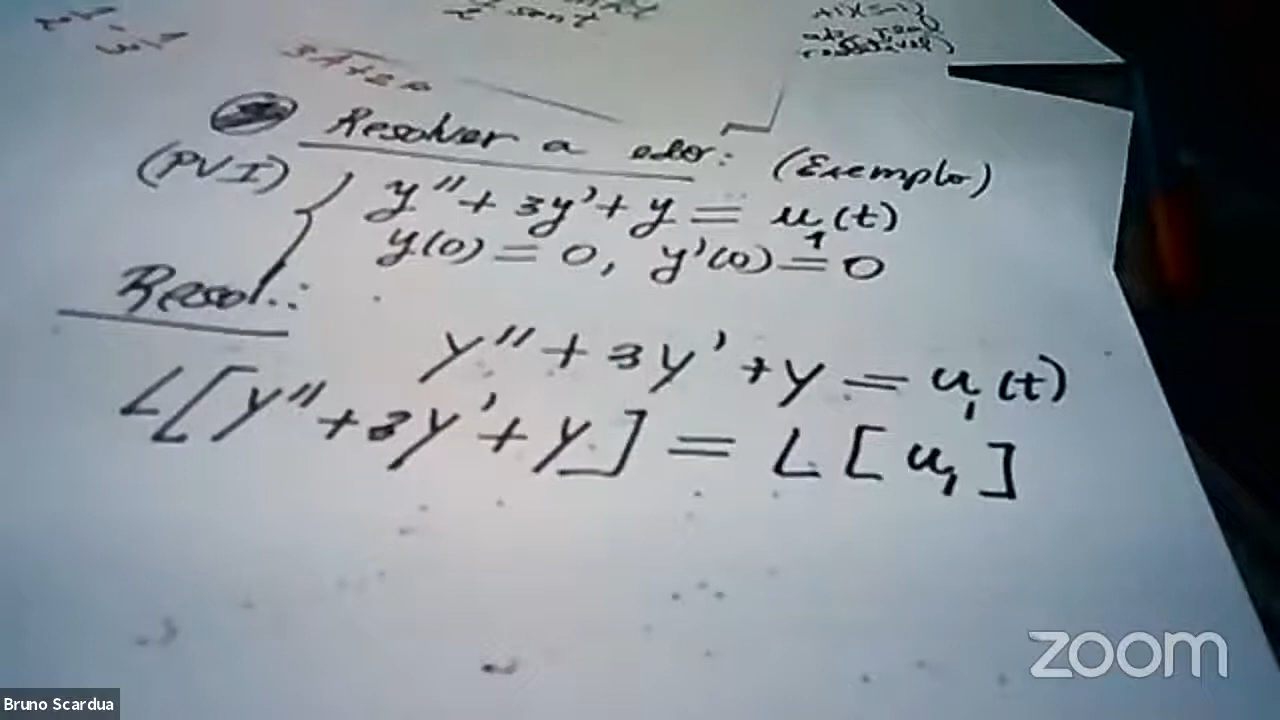 Resolver a edo: (Exemplo)
(PVI) { y'' + 3y' + y = u₁(t)
y(0) = 0, y'(0) = 0
Resol.:
y'' + 3y' + y = u₁(t)
L[y'' + 3y' + y] = L[u₁]
zoom
Bruno Scardua